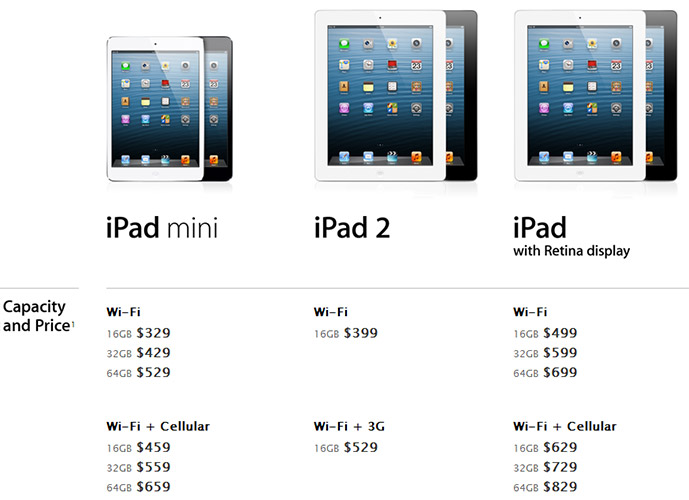 iPad mini
iPad 2
iPad
with Retina display
Capacity
and Price1
Wi-Fi
16GB $329
32GB $429
64GB $529
Wi-Fi
16GB $399
Wi-Fi
16GB $499
32GB $599
64GB $699
Wi-Fi + Cellular
16GB $459
32GB $559
64GB $659
Wi-Fi + 3G
16GB $529
Wi-Fi + Cellular
16GB $629
32GB $729
64GB $829